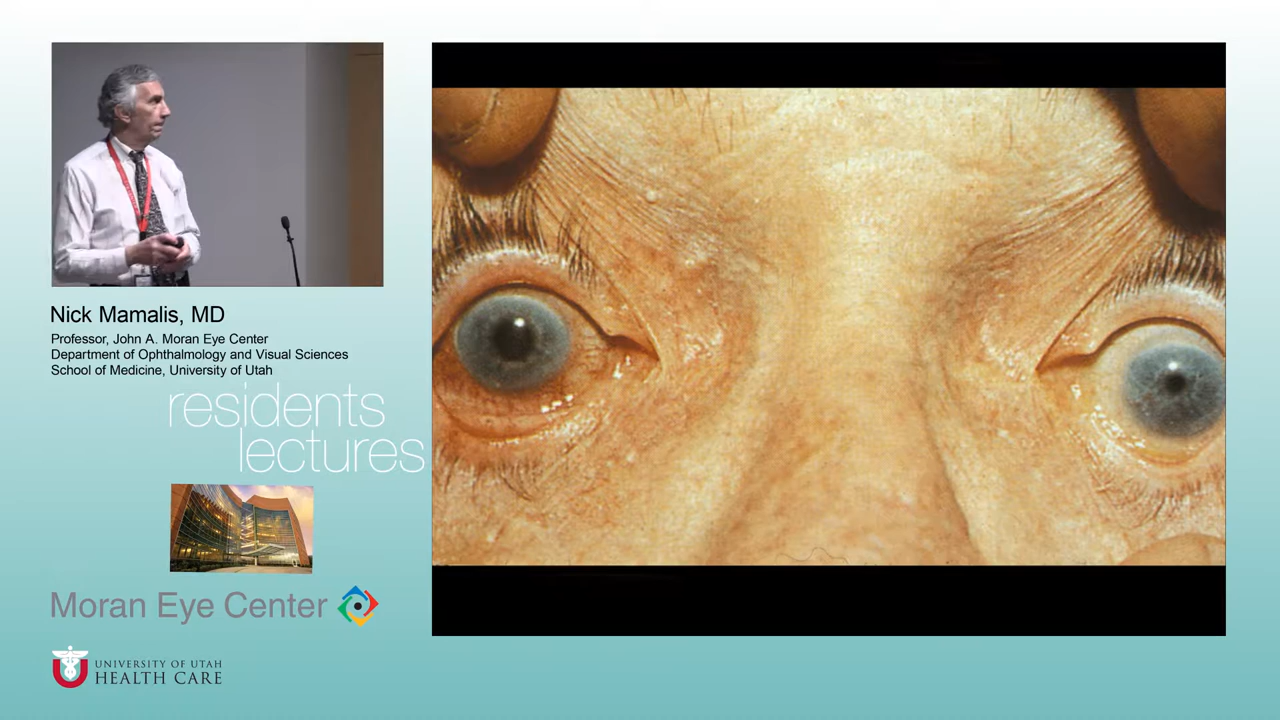 Nick Mamalis, MD
Professor, John A. Moran Eye Center
Department of Ophthalmology and Visual Sciences
School of Medicine, University of Utah
residents
lectures
Moran Eye Center
UNIVERSITY OF UTAH
HEALTH CARE